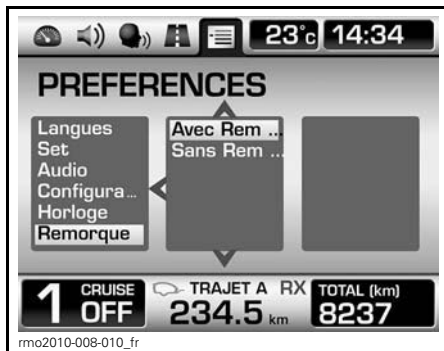 23°c 14:34
PREFERENCES
Langues
Set
Audio
Configura...
Horloge
Remorque
Avec Rem ...
Sans Rem ...
1 CRUISE OFF
TRAJET A RX
234.5 km
TOTAL (km)
8237
rmo2010-008-010_fr